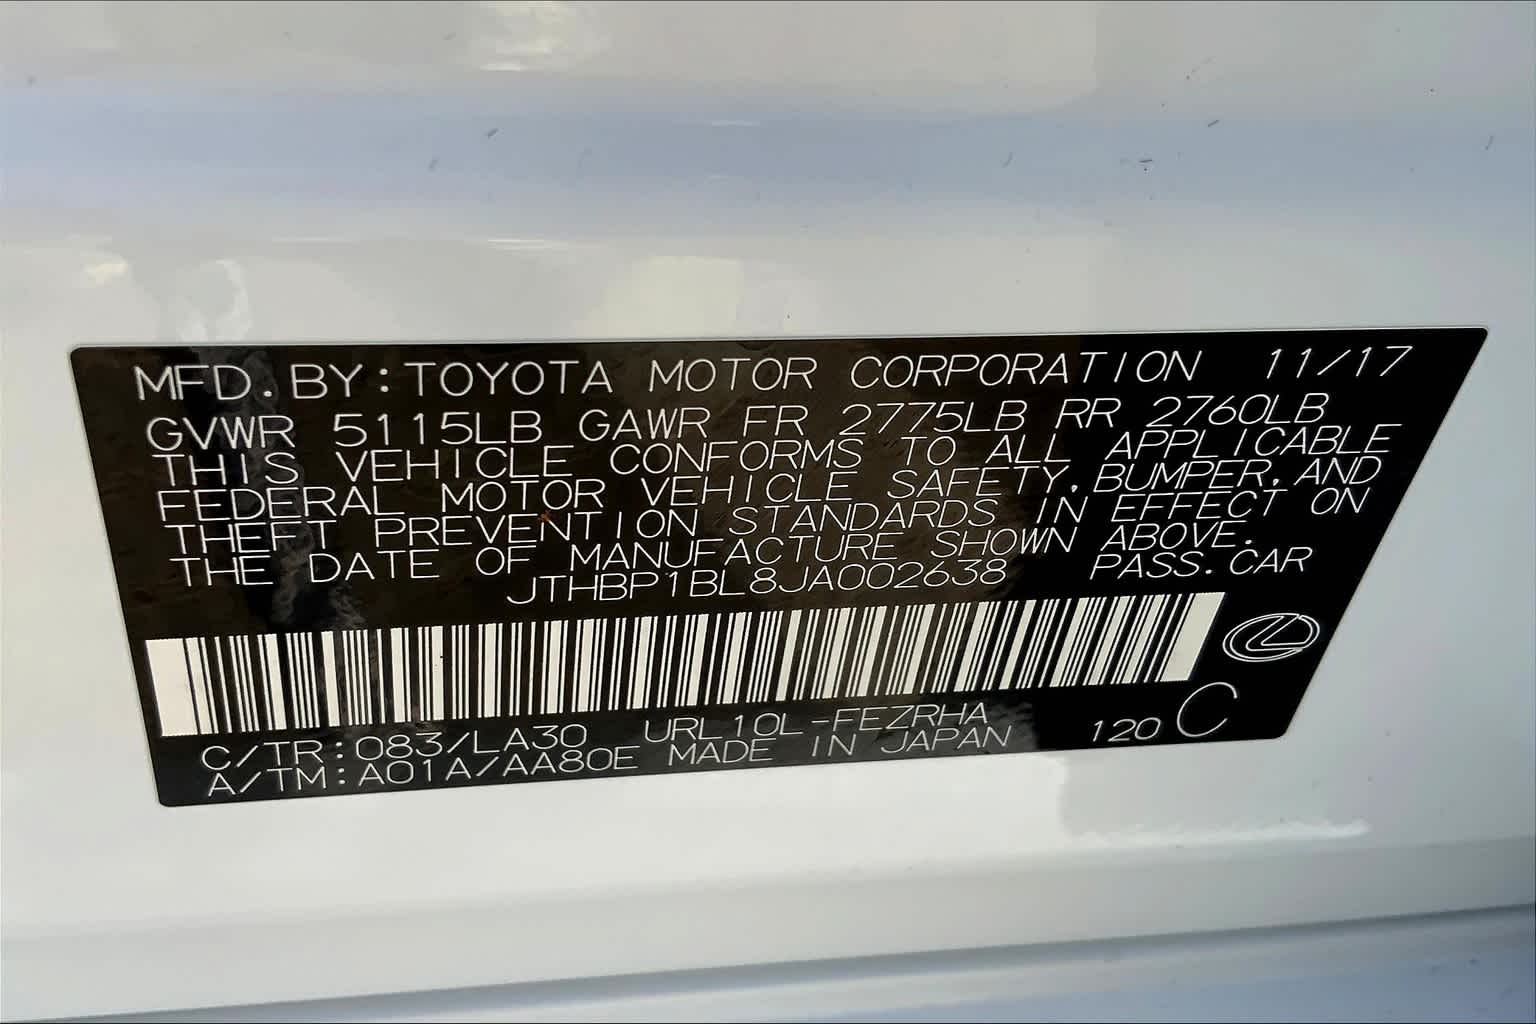 MFD. BY: TOYOTA MOTOR CORPORATION 11/17
GVWR 5115LB GAWR FR 2775LB RR 2760LB
THIS VEHICLE CONFORMS TO ALL APPLICABLE
FEDERAL MOTOR VEHICLE SAFETY, BUMPER, AND
THEFT PREVENTION STANDARDS IN EFFECT ON
THE DATE OF MANUFACTURE SHOWN ABOVE.
JTHBP1BL8JA002638 PASS. CAR
C/TR: 083/LA30 URL10L-FEZRHA
A/TM: A01A/AA80E MADE IN JAPAN 120 C